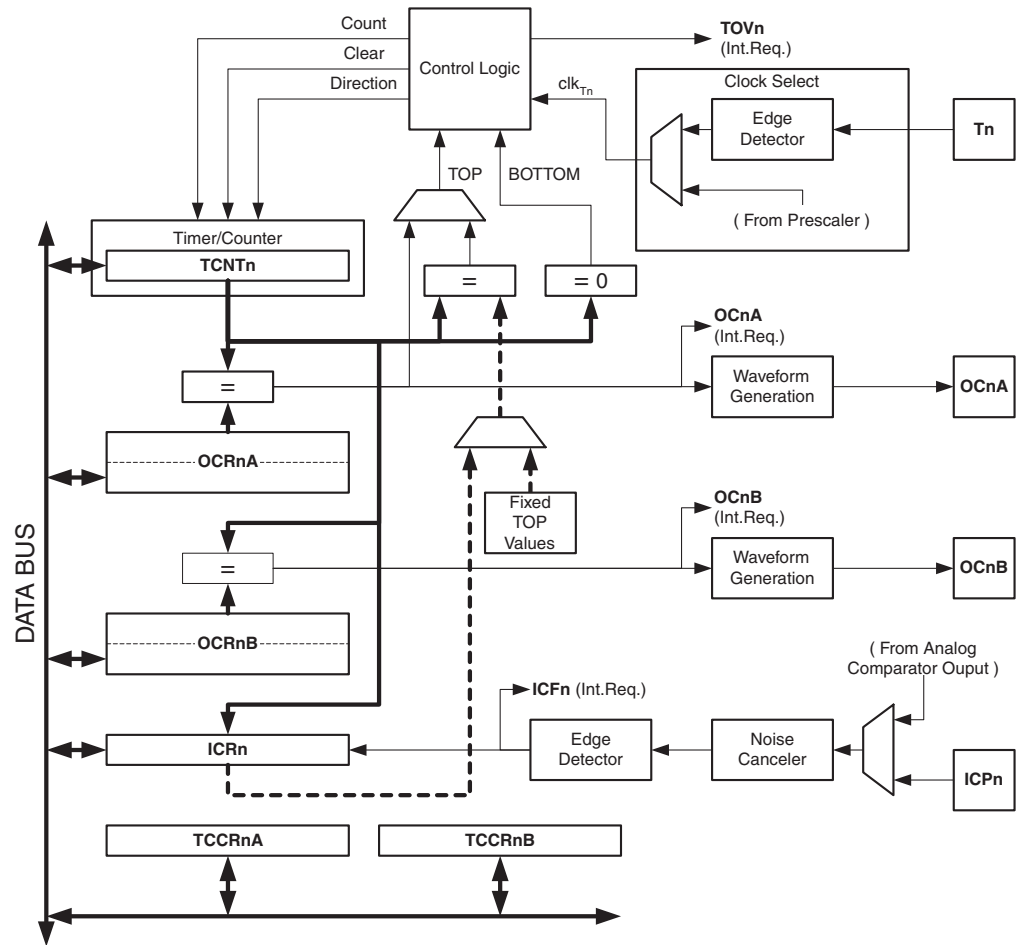 Count
Clear
Direction
Control Logic
TOVn
(Int.Req.)
clkTn
Clock Select
Edge
Detector
Tn
( From Prescaler )
TOP
BOTTOM
Timer/Counter
TCNTn
=
= 0
OCnA
(Int.Req.)
=
Waveform
Generation
OCnA
OCRnA
Fixed
TOP
Values
OCnB
(Int.Req.)
=
Waveform
Generation
OCnB
OCRnB
DATA BUS
( From Analog
Comparator Ouput )
ICFn (Int.Req.)
ICRn
Edge
Detector
Noise
Canceler
ICPn
TCCRnA
TCCRnB